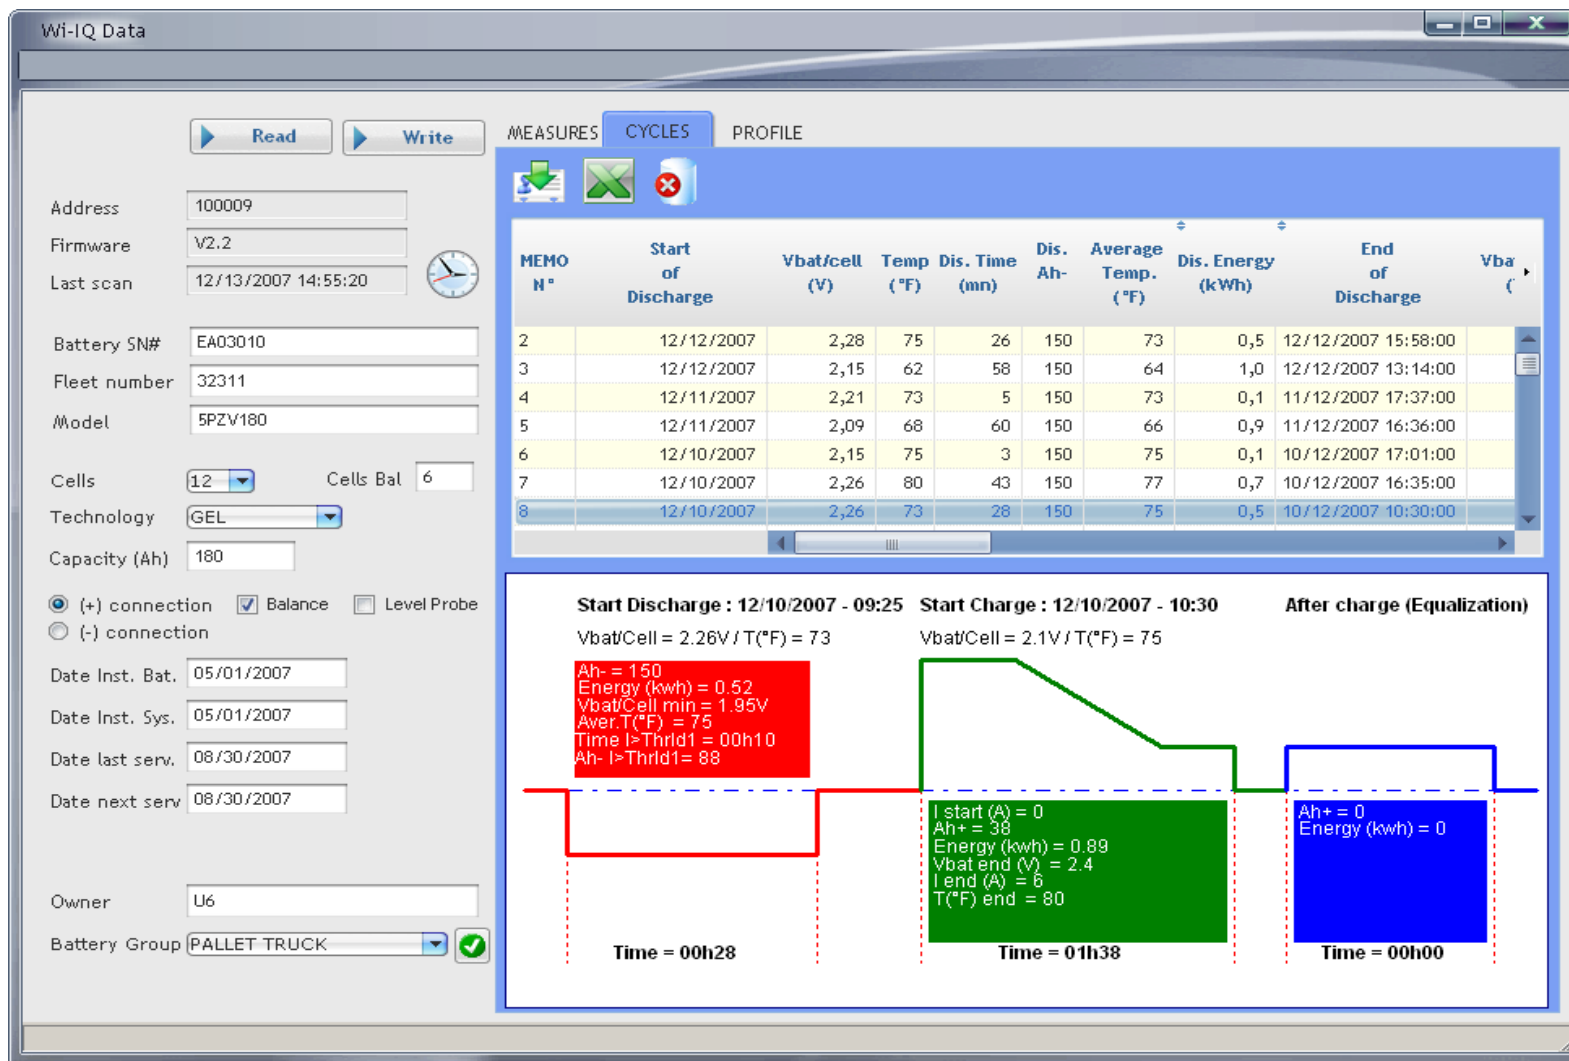 Wi-IQ Data
Read
Write
Address 100009
Firmware V2.2
Last scan 12/13/2007 14:55:20
Battery SN# EA03010
Fleet number 32311
Model 5PZV180
Cells 12 Cells Bal 6
Technology GEL
Capacity (Ah) 180
(+) connection Balance Level Probe
(-) connection
Date Inst. Bat. 05/01/2007
Date Inst. Sys. 05/01/2007
Date last serv. 08/30/2007
Date next serv 08/30/2007
Owner U6
Battery Group PALLET TRUCK
MEASURES CYCLES PROFILE
MEMO N° Start of Discharge Vbat/cell (V) Temp (°F) Dis. Time (mn) Dis. Ah- Average Temp. (°F) Dis. Energy (kWh) End of Discharge
2 12/12/2007 2,28 75 26 150 73 0,5 12/12/2007 15:58:00
3 12/12/2007 2,15 62 58 150 64 1,0 12/12/2007 13:14:00
4 12/11/2007 2,21 73 5 150 73 0,1 11/12/2007 17:37:00
5 12/11/2007 2,09 68 60 150 66 0,9 11/12/2007 16:36:00
6 12/10/2007 2,15 75 3 150 75 0,1 10/12/2007 17:01:00
7 12/10/2007 2,26 80 43 150 77 0,7 10/12/2007 16:35:00
8 12/10/2007 2,26 73 28 150 75 0,5 10/12/2007 10:30:00
Start Discharge : 12/10/2007 - 09:25 Start Charge : 12/10/2007 - 10:30 After charge (Equalization)
Vbat/Cell = 2.26V / T(°F) = 73 Vbat/Cell = 2.1V / T(°F) = 75
Ah- = 150
Energy (kwh) = 0.52
Vbat/Cell min = 1.95V
Aver.T(°F) = 75
Time I>Thrld1 = 00h10
Ah- I>Thrld1= 88
I start (A) = 0
Ah+ = 38
Energy (kwh) = 0.89
Vbat end (V) = 2.4
I end (A) = 6
T(°F) end = 80
Ah+ = 0
Energy (kwh) = 0
Time = 00h28 Time = 01h38 Time = 00h00